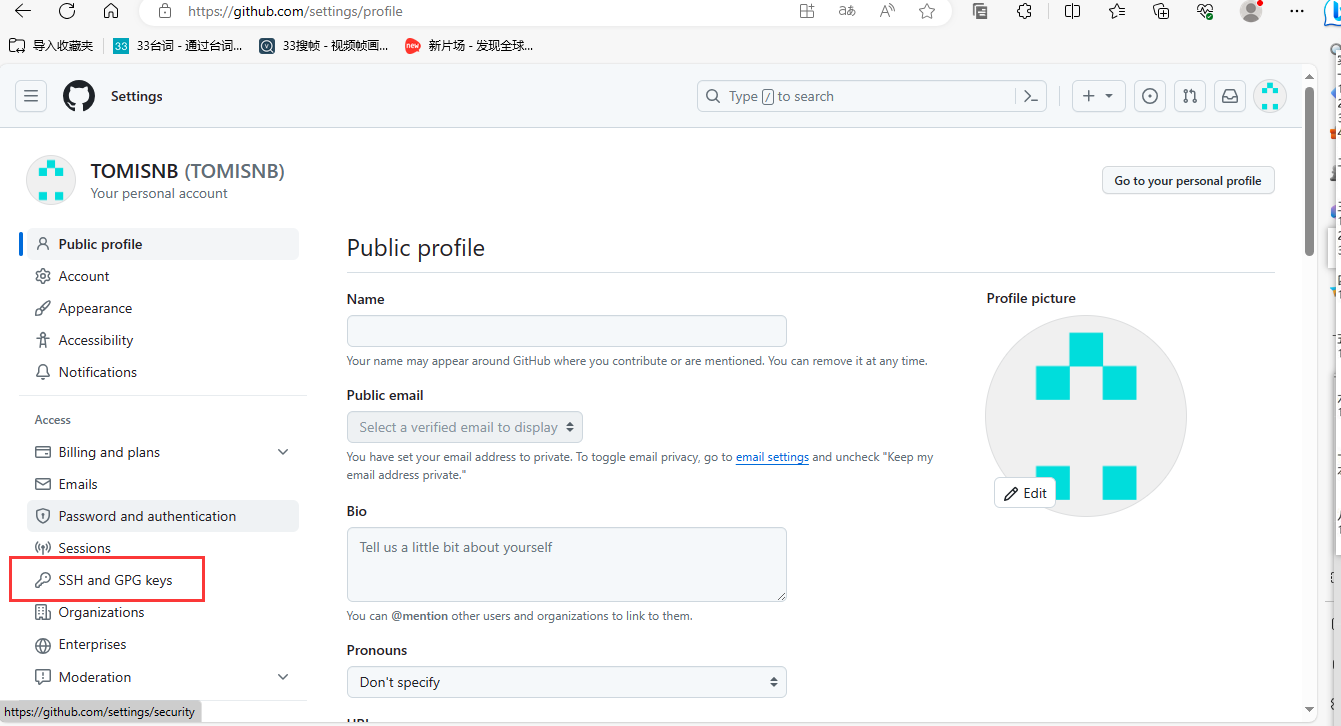 https://github.com/settings/profile
导入收藏夹
33台词 - 通过台词...
33搜帧 - 视频帧画...
新片场 - 发现全球...
Settings
Type / to search
TOMISNB (TOMISNB)
Your personal account
Go to your personal profile
Public profile
Account
Appearance
Accessibility
Notifications
Access
Billing and plans
Emails
Password and authentication
Sessions
SSH and GPG keys
Organizations
Enterprises
Moderation
https://github.com/settings/security
Public profile
Name
Your name may appear around GitHub where you contribute or are mentioned. You can remove it at any time.
Public email
Select a verified email to display
You have set your email address to private. To toggle email privacy, go to email settings and uncheck "Keep my
email address private."
Bio
Tell us a little bit about yourself
You can @mention other users and organizations to link to them.
Pronouns
Don't specify
Profile picture
Edit